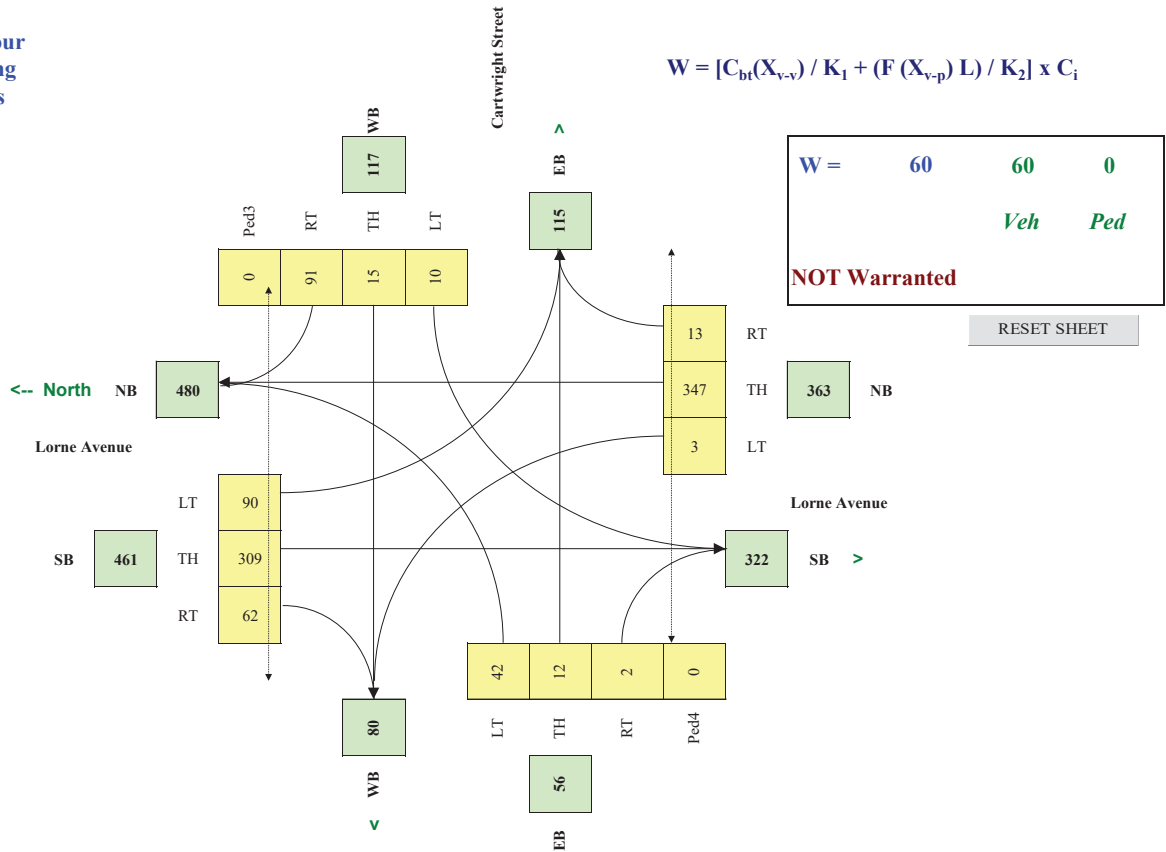 our
ng
s
Cartwright Street
W = [Cbt(Xv-v) / K1 + (F (Xv-p) L) / K2] x Ci
W = 60 60 0
Veh Ped
NOT Warranted
RESET SHEET
WB
117
Ped3 RT TH LT
0 91 15 10
^
EB
115
13 RT
347 TH 363 NB
3 LT
<-- North NB 480
Lorne Avenue
LT 90
SB 461 TH 309
RT 62
Lorne Avenue
322 SB >
42 12 2 0
LT TH RT Ped4
80
WB
v
56
EB